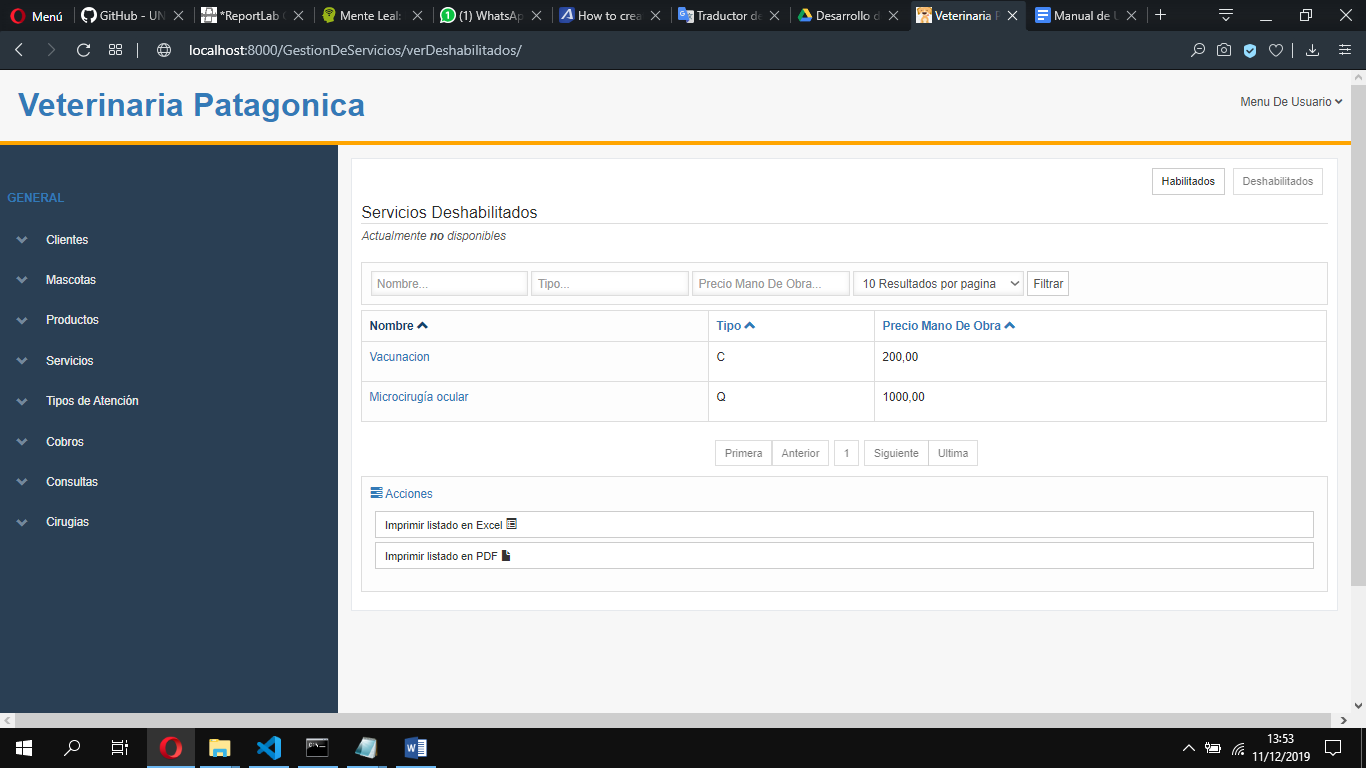 Menú
GitHub - UN
*ReportLab
Mente Leal
(1) WhatsAp
How to crea
Traductor de
Desarrollo d
Veterinaria P
Manual de U
localhost:8000/GestionDeServicios/verDeshabilitados/
Veterinaria Patagonica
Menu De Usuario
GENERAL
Clientes
Mascotas
Productos
Servicios
Tipos de Atención
Cobros
Consultas
Cirugias
Habilitados
Deshabilitados
Servicios Deshabilitados
Actualmente no disponibles
Nombre...
Tipo...
Precio Mano De Obra...
10 Resultados por pagina
Filtrar
Nombre Tipo Precio Mano De Obra
Vacunacion C 200,00
Microcirugía ocular Q 1000,00
Primera Anterior 1 Siguiente Ultima
Acciones
Imprimir listado en Excel
Imprimir listado en PDF
13:53
11/12/2019